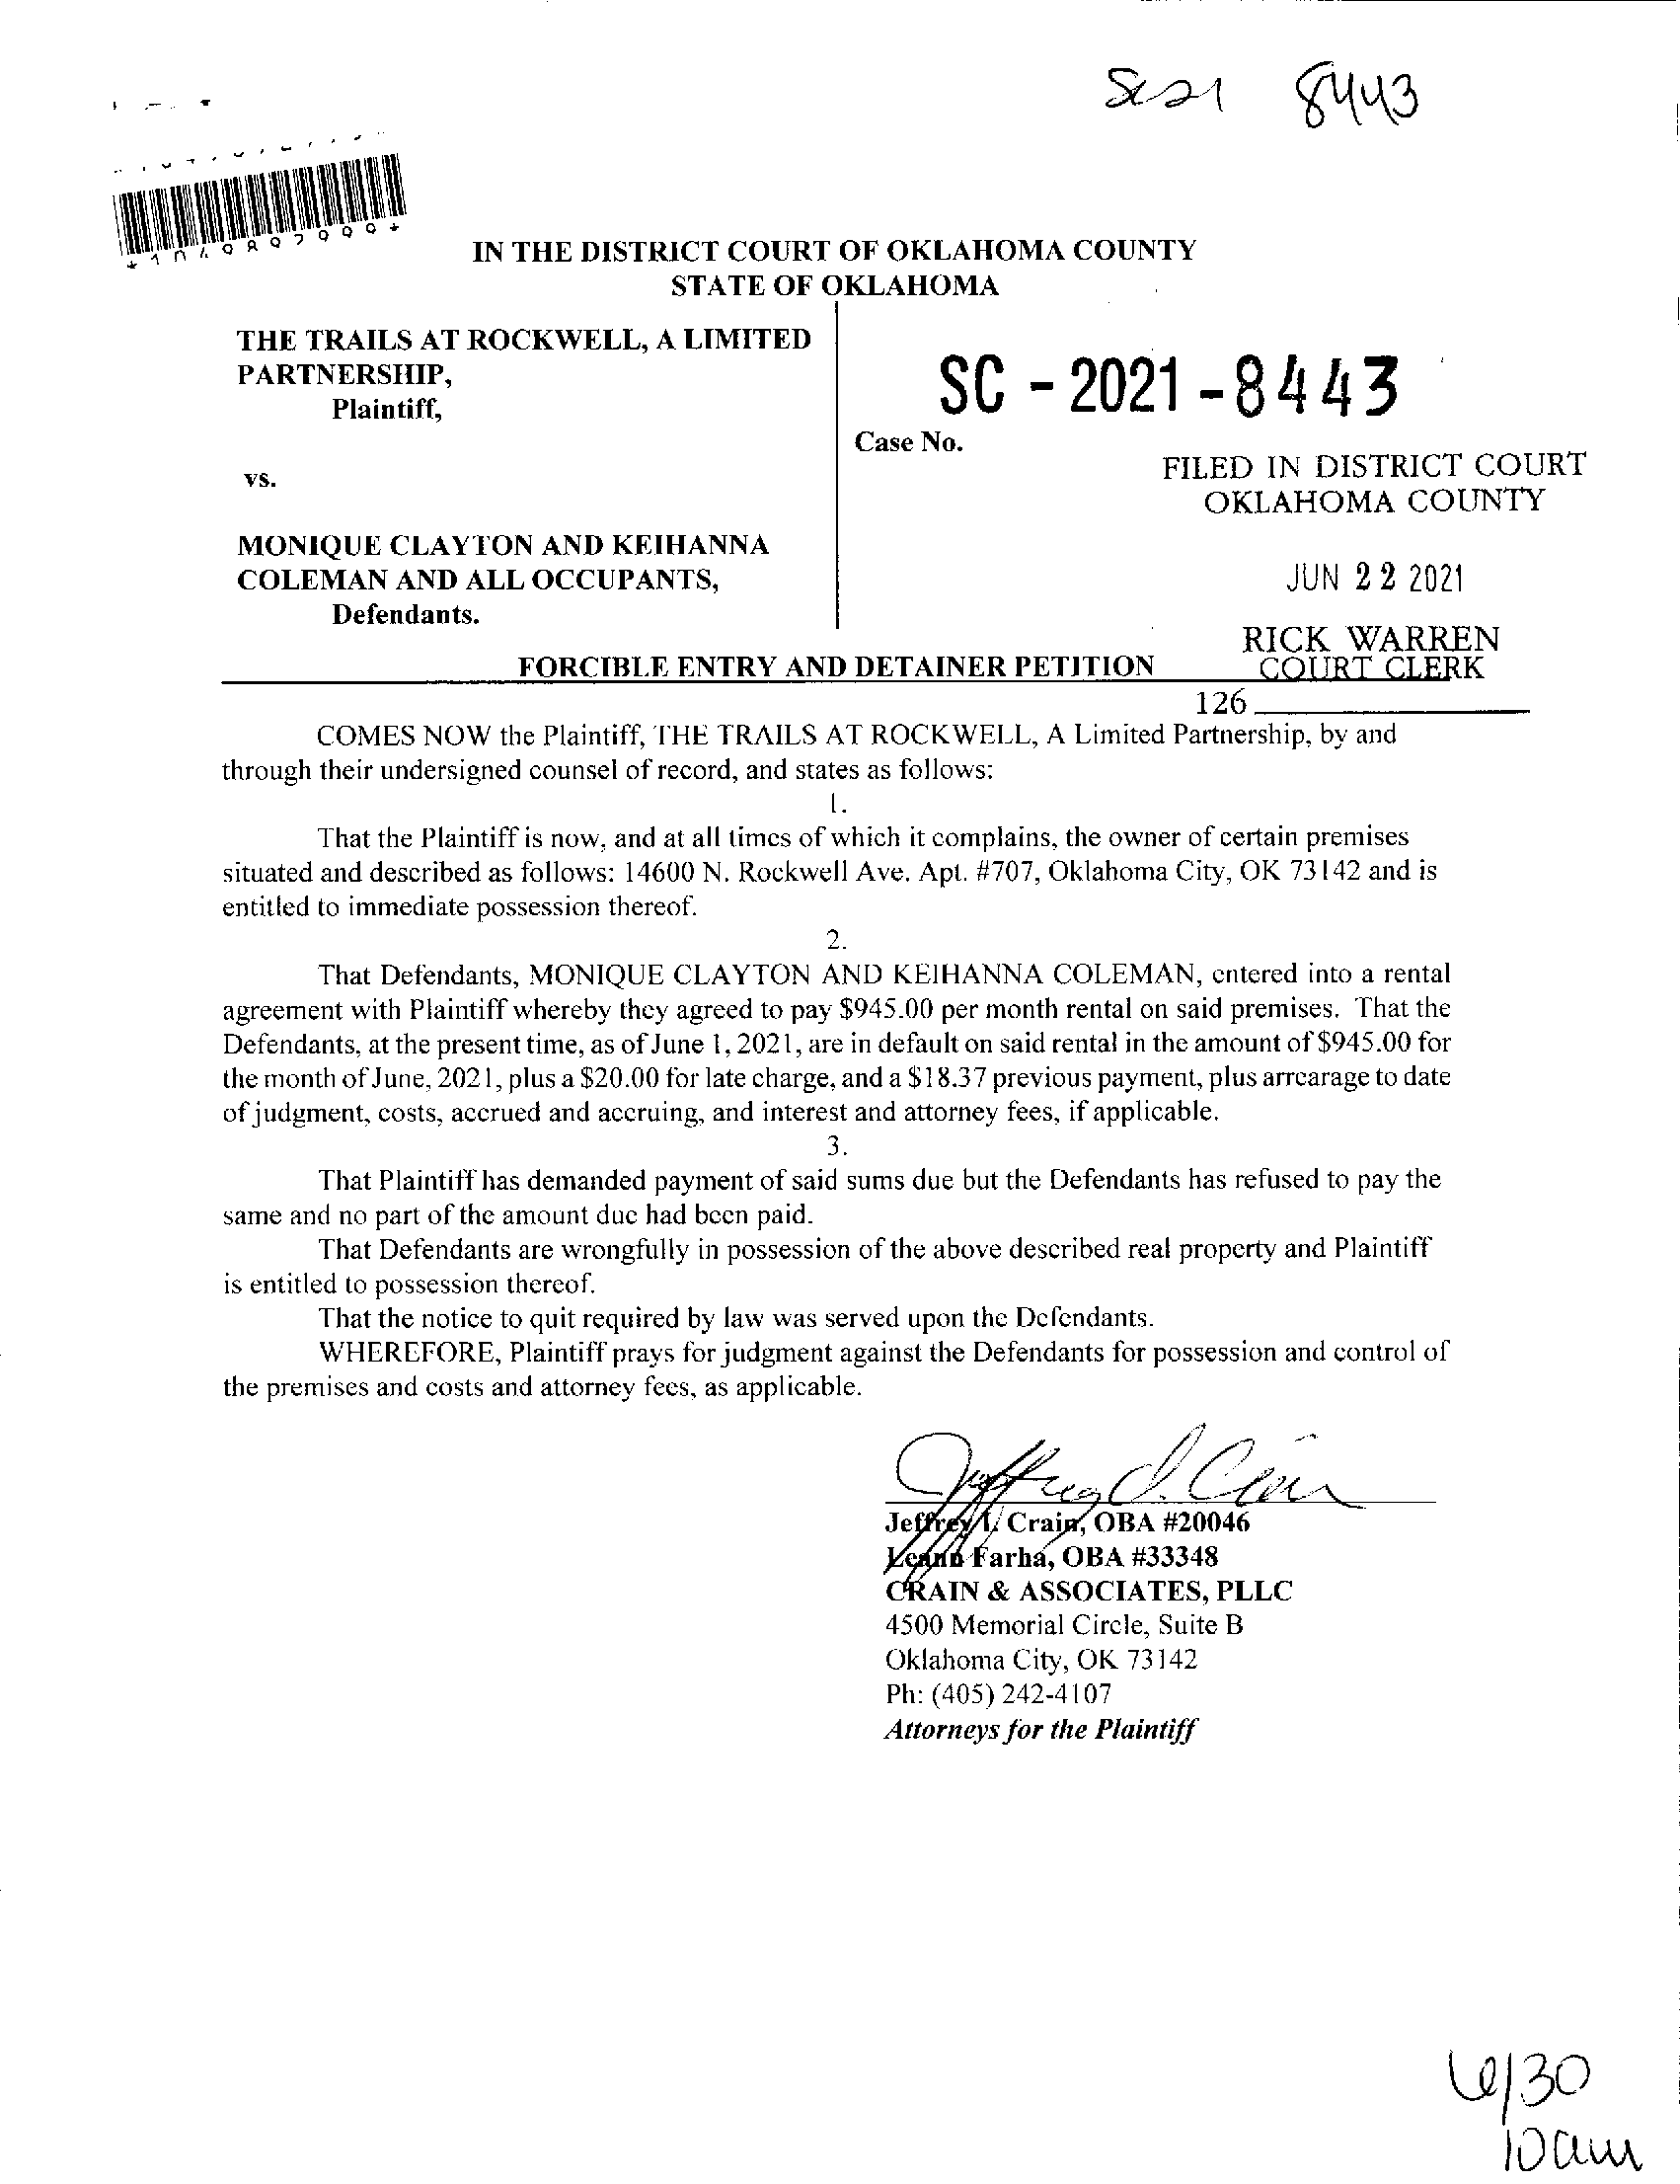 SC21 8443
IN THE DISTRICT COURT OF OKLAHOMA COUNTY
STATE OF OKLAHOMA
THE TRAILS AT ROCKWELL, A LIMITED
PARTNERSHIP,
Plaintiff,
SC - 2021 - 8443
Case No.
vs.
FILED IN DISTRICT COURT
OKLAHOMA COUNTY
MONIQUE CLAYTON AND KEIHANNA
COLEMAN AND ALL OCCUPANTS,
Defendants.
JUN 22 2021
RICK WARREN
COURT CLERK
126
FORCIBLE ENTRY AND DETAINER PETITION
COMES NOW the Plaintiff, THE TRAILS AT ROCKWELL, A Limited Partnership, by and
through their undersigned counsel of record, and states as follows:
1.
That the Plaintiff is now, and at all times of which it complains, the owner of certain premises
situated and described as follows: 14600 N. Rockwell Ave. Apt. #707, Oklahoma City, OK 73142 and is
entitled to immediate possession thereof.
2.
That Defendants, MONIQUE CLAYTON AND KEIHANNA COLEMAN, entered into a rental
agreement with Plaintiff whereby they agreed to pay $945.00 per month rental on said premises. That the
Defendants, at the present time, as of June 1, 2021, are in default on said rental in the amount of $945.00 for
the month of June, 2021, plus a $20.00 for late charge, and a $18.37 previous payment, plus arrearage to date
of judgment, costs, accrued and accruing, and interest and attorney fees, if applicable.
3.
That Plaintiff has demanded payment of said sums due but the Defendants has refused to pay the
same and no part of the amount due had been paid.
That Defendants are wrongfully in possession of the above described real property and Plaintiff
is entitled to possession thereof.
That the notice to quit required by law was served upon the Defendants.
WHEREFORE, Plaintiff prays for judgment against the Defendants for possession and control of
the premises and costs and attorney fees, as applicable.
Jeffrey I. Crain, OBA #20046
Leann Farha, OBA #33348
CRAIN & ASSOCIATES, PLLC
4500 Memorial Circle, Suite B
Oklahoma City, OK 73142
Ph: (405) 242-4107
Attorneys for the Plaintiff
6/30
10am